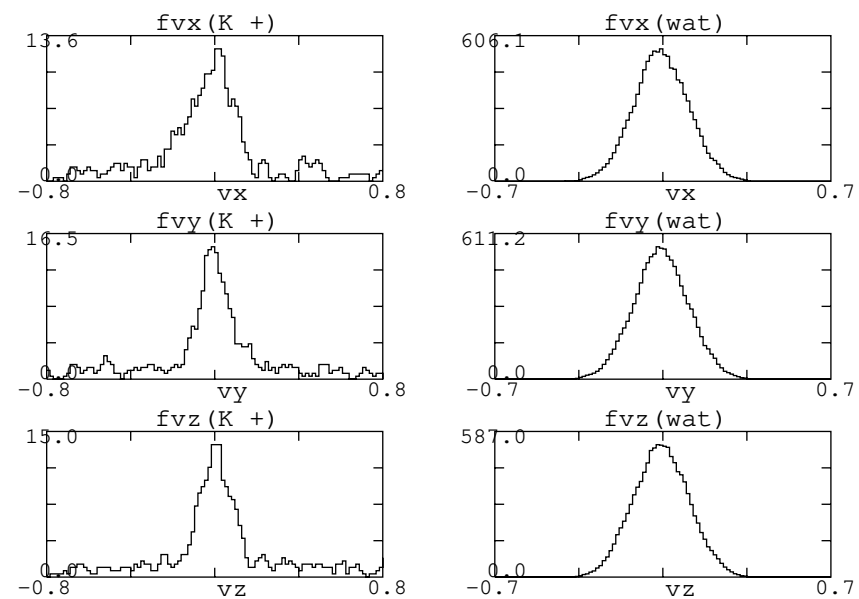 fvx(K +)
13.6
0.0
−0.8 vx 0.8
fvx(wat)
606.1
0.0
−0.7 vx 0.7
fvy(K +)
16.5
0.0
−0.8 vy 0.8
fvy(wat)
611.2
0.0
−0.7 vy 0.7
fvz(K +)
15.0
0.0
−0.8 vz 0.8
fvz(wat)
587.0
0.0
−0.7 vz 0.7